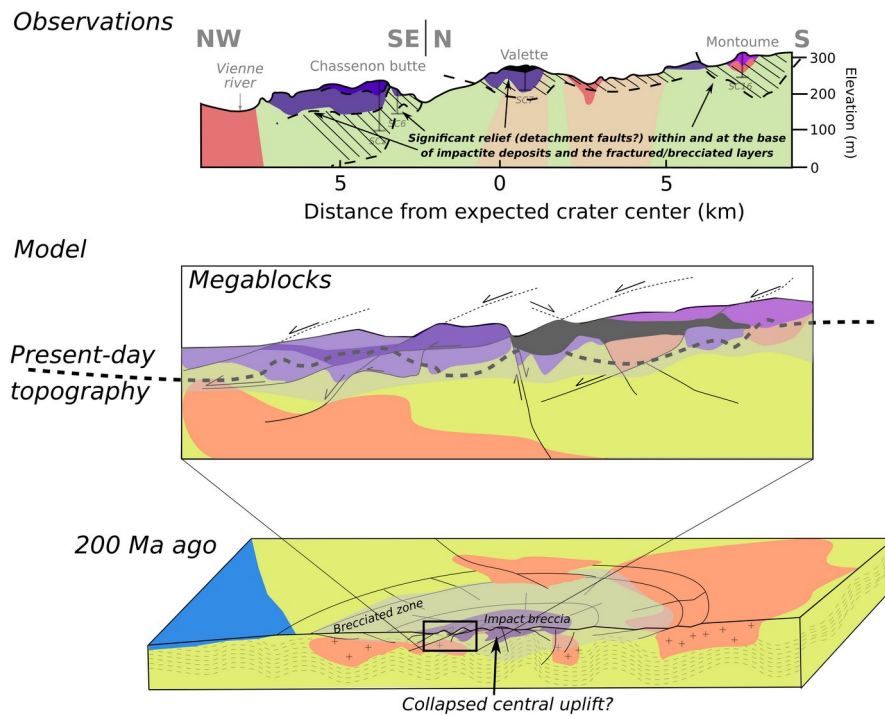 Observations
NW
SE
N
S
Vienne
river
Chassenon butte
Valette
Montoume
300
200
100
0
Elevation (m)
SC5
SC6
SC16
Significant relief (detachment faults?) within and at the base
of impactite deposits and the fractured/brecciated layers
5
0
5
Distance from expected crater center (km)
Model
Megablocks
Present-day
topography
200 Ma ago
Brecciated zone
Impact breccia
Collapsed central uplift?